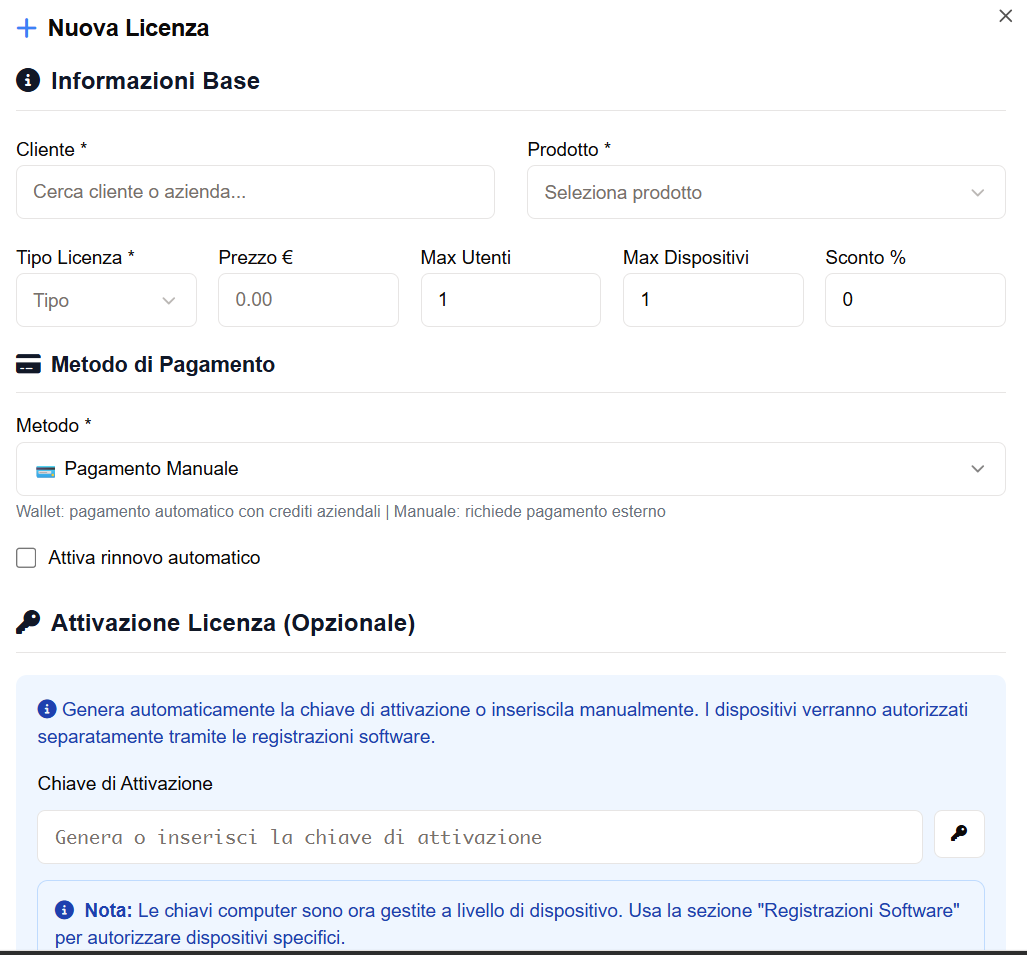 Nuova Licenza
Informazioni Base
Cliente * Prodotto *
Cerca cliente o azienda... Seleziona prodotto
Tipo Licenza * Prezzo € Max Utenti Max Dispositivi Sconto %
Tipo 0.00 1 1 0
Metodo di Pagamento
Metodo *
Pagamento Manuale
Wallet: pagamento automatico con crediti aziendali | Manuale: richiede pagamento esterno
Attiva rinnovo automatico
Attivazione Licenza (Opzionale)
Genera automaticamente la chiave di attivazione o inseriscila manualmente. I dispositivi verranno autorizzati
separatamente tramite le registrazioni software.
Chiave di Attivazione
Genera o inserisci la chiave di attivazione
Nota: Le chiavi computer sono ora gestite a livello di dispositivo. Usa la sezione "Registrazioni Software"
per autorizzare dispositivi specifici.